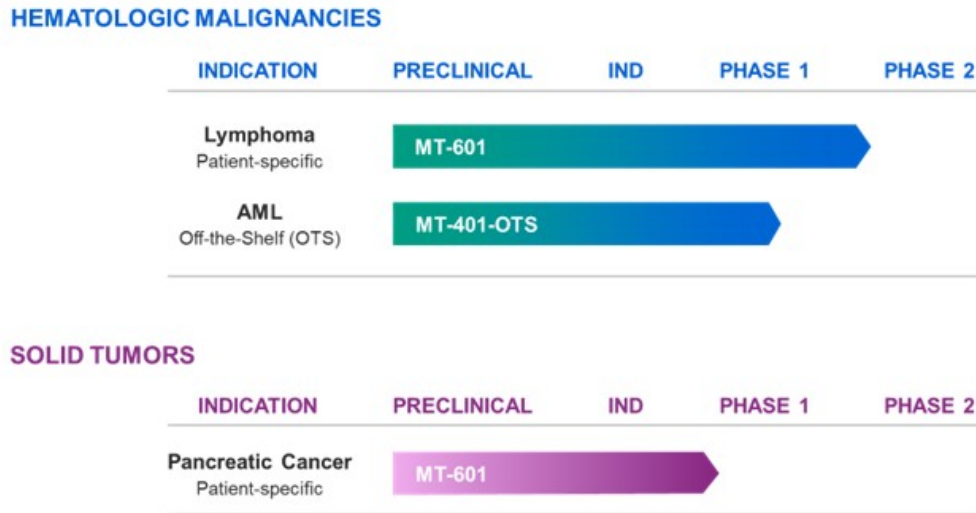 HEMATOLOGIC MALIGNANCIES
INDICATION PRECLINICAL IND PHASE 1 PHASE 2
Lymphoma
Patient-specific
MT-601
AML
Off-the-Shelf (OTS)
MT-401-OTS
SOLID TUMORS
INDICATION PRECLINICAL IND PHASE 1 PHASE 2
Pancreatic Cancer
Patient-specific
MT-601